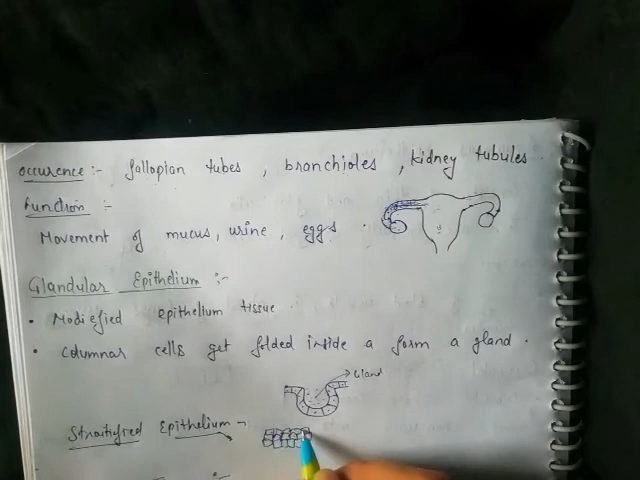 Occurence :- fallopian tubes, bronchioles, kidney tubules.
Function :-
Movement of mucus, urine, eggs.
Glandular Epithelium :-
• Modiefied epithelium tissue.
• Columnar cells get folded inside a form a gland.
Gland
Stratified Epithelium -